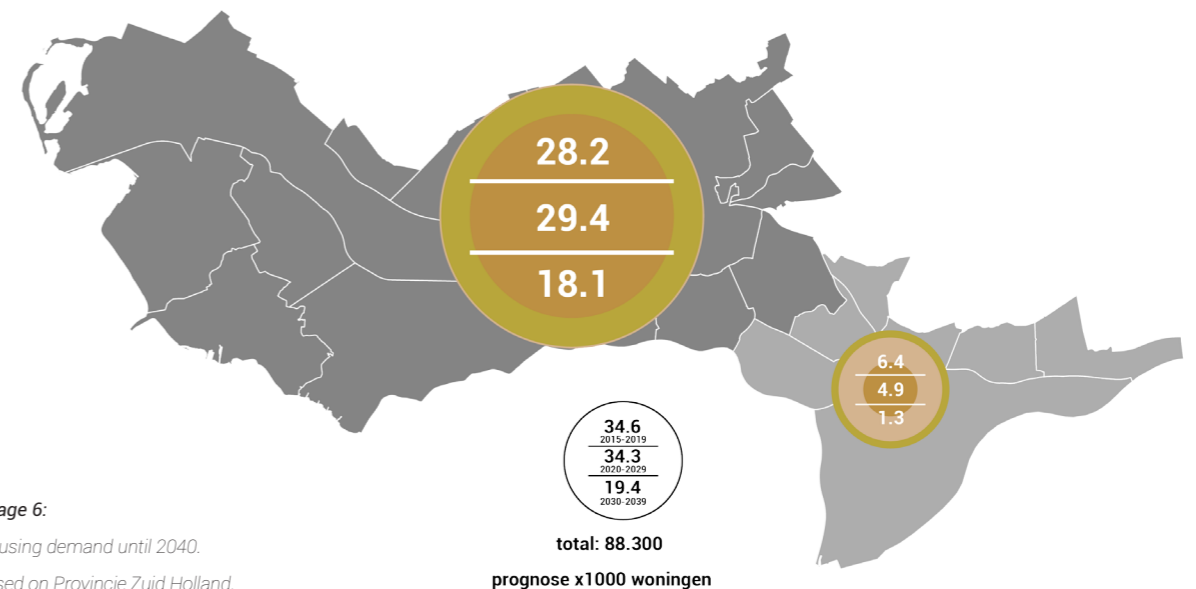 28.2
29.4
18.1
6.4
4.9
1.3
34.6
2015-2019
34.3
2020-2029
19.4
2030-2039
total: 88.300
prognose x1000 woningen
age 6:
using demand until 2040.
sed on Provincie Zuid Holland.